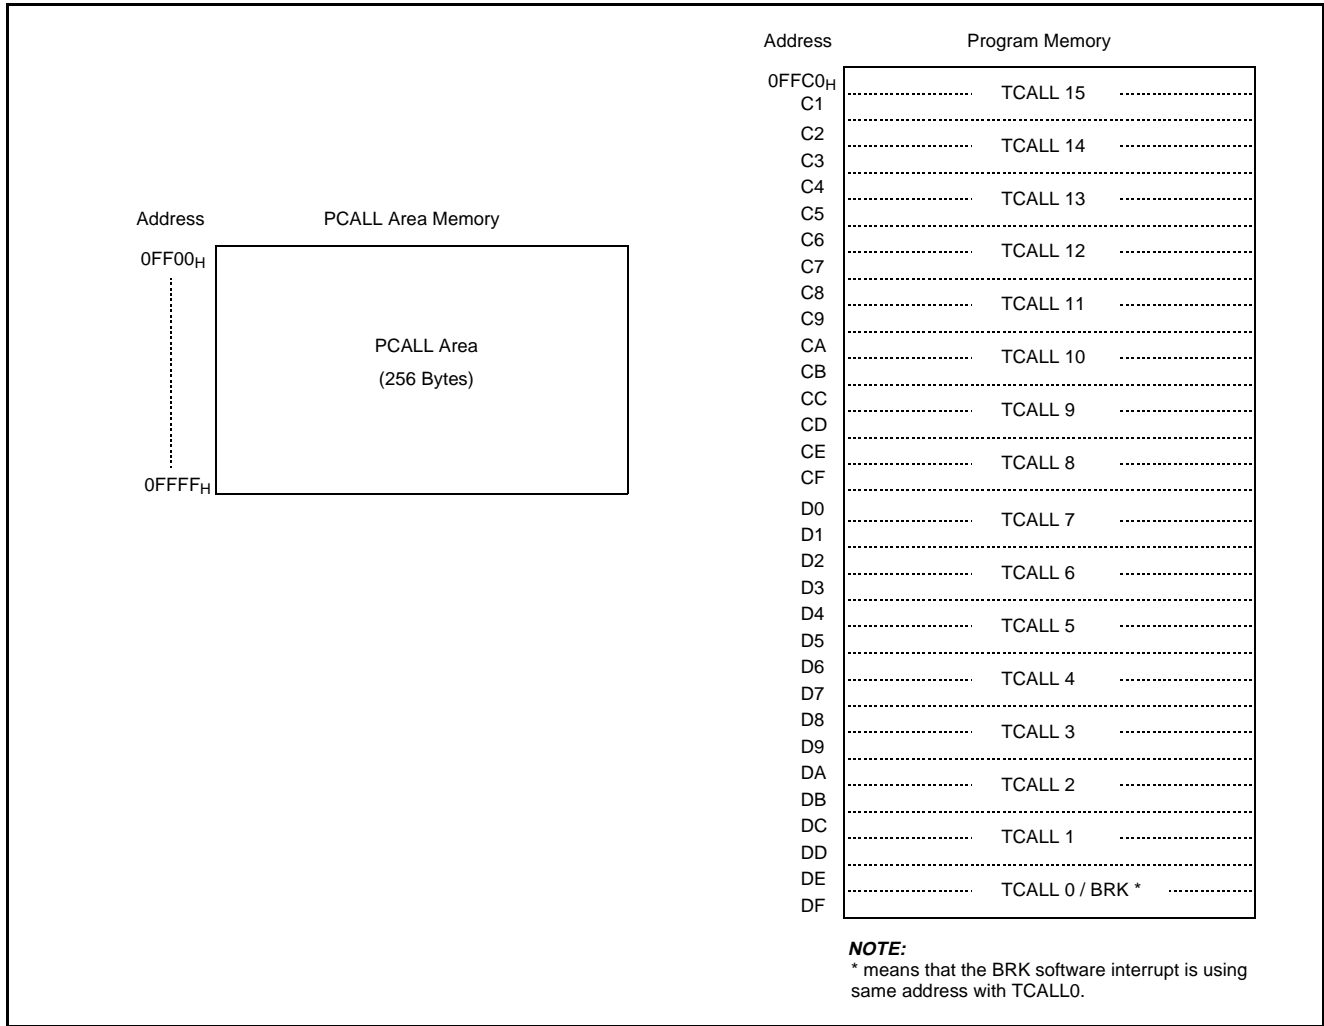 Address PCALL Area Memory
0FF00H
PCALL Area
(256 Bytes)
0FFFFH
Address Program Memory
0FFC0H
C1
TCALL 15
C2
C3
TCALL 14
C4
C5
TCALL 13
C6
C7
TCALL 12
C8
C9
TCALL 11
CA
CB
TCALL 10
CC
CD
TCALL 9
CE
CF
TCALL 8
D0
D1
TCALL 7
D2
D3
TCALL 6
D4
D5
TCALL 5
D6
D7
TCALL 4
D8
D9
TCALL 3
DA
DB
TCALL 2
DC
DD
TCALL 1
DE
DF
TCALL 0 / BRK *
NOTE:
* means that the BRK software interrupt is using
same address with TCALL0.